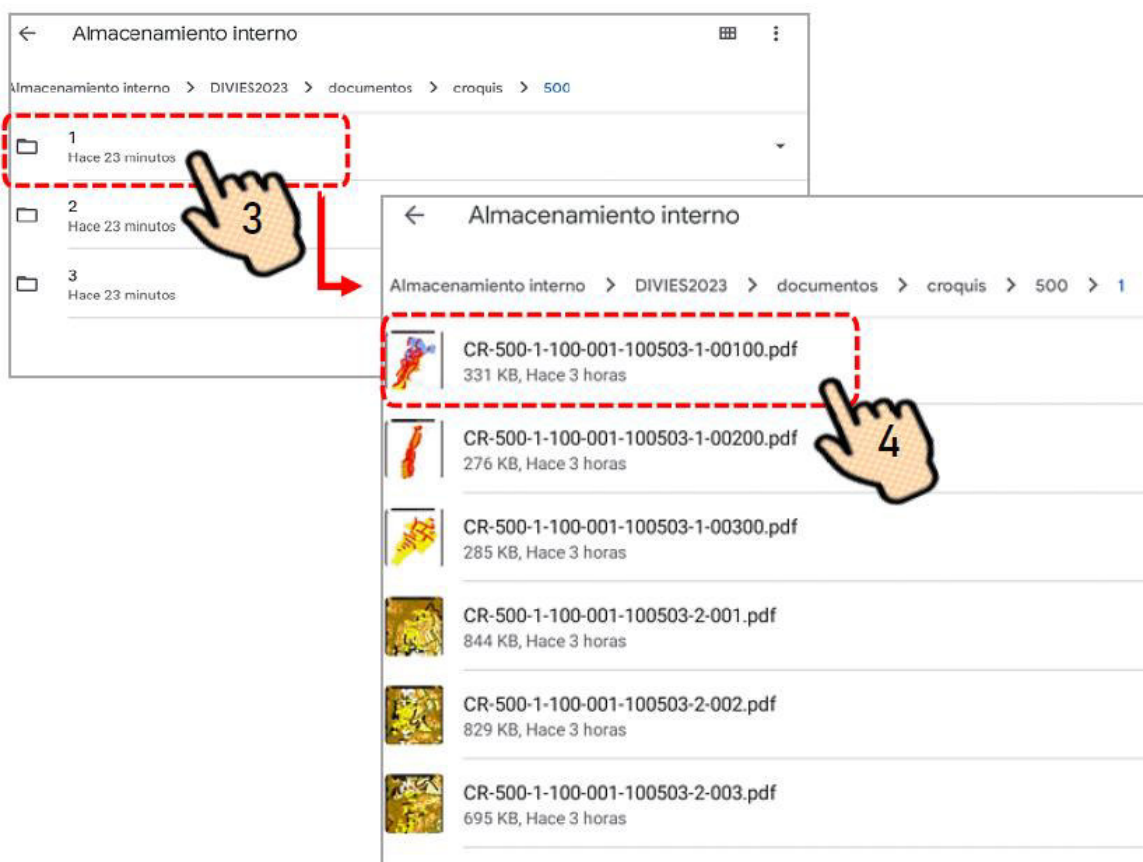 Almacenamiento interno
Almacenamiento interno > DIVIES2023 > documentos > croquis > 500
1
Hace 23 minutos
2
Hace 23 minutos
3
3
Hace 23 minutos
Almacenamiento interno
Almacenamiento interno > DIVIES2023 > documentos > croquis > 500 > 1
CR-500-1-100-001-100503-1-00100.pdf
331 KB, Hace 3 horas
4
CR-500-1-100-001-100503-1-00200.pdf
276 KB, Hace 3 horas
CR-500-1-100-001-100503-1-00300.pdf
285 KB, Hace 3 horas
CR-500-1-100-001-100503-2-001.pdf
844 KB, Hace 3 horas
CR-500-1-100-001-100503-2-002.pdf
829 KB, Hace 3 horas
CR-500-1-100-001-100503-2-003.pdf
695 KB, Hace 3 horas